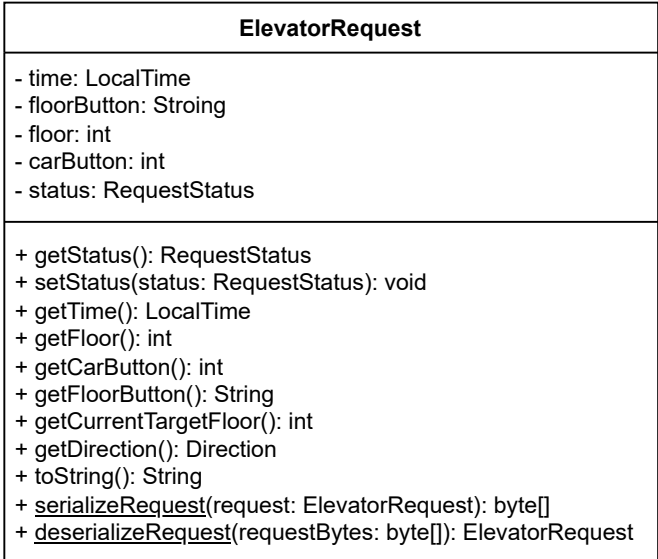 ElevatorRequest
- time: LocalTime
- floorButton: Stroing
- floor: int
- carButton: int
- status: RequestStatus
+ getStatus(): RequestStatus
+ setStatus(status: RequestStatus): void
+ getTime(): LocalTime
+ getFloor(): int
+ getCarButton(): int
+ getFloorButton(): String
+ getCurrentTargetFloor(): int
+ getDirection(): Direction
+ toString(): String
+ serializeRequest(request: ElevatorRequest): byte[]
+ deserializeRequest(requestBytes: byte[]): ElevatorRequest